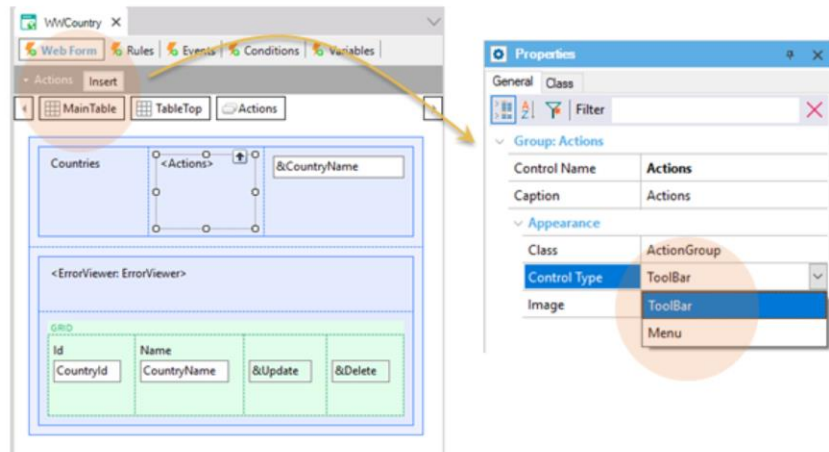 WWCountry
Web Form Rules Events Conditions Variables
Actions Insert
MainTable TableTop Actions
Countries <Actions> &CountryName
<ErrorViewer: ErrorViewer>
GRID
Id Name
CountryId CountryName &Update &Delete
Properties
General Class
Filter
Group: Actions
Control Name Actions
Caption Actions
Appearance
Class ActionGroup
Control Type ToolBar
Image ToolBar
Menu